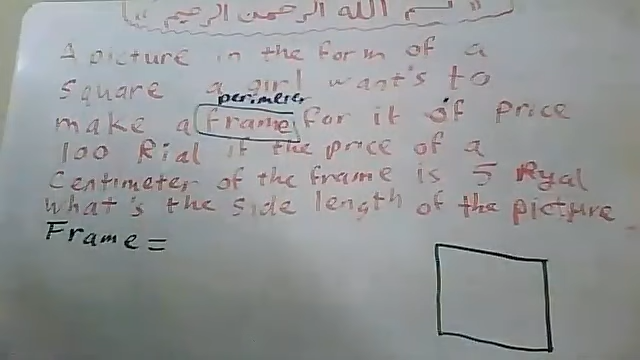 بسم الله الرحمن الرحيم
A picture in the form of a
square a girl want's to
perimerer
make a frame for it of price
100 Rial if the price of a
Centimeter of the frame is 5 Ryal
what's the side length of the picture
Frame =